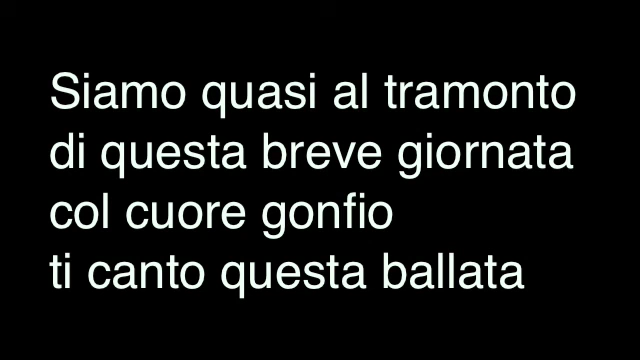 Siamo quasi al tramonto
di questa breve giornata
col cuore gonfio
ti canto questa ballata